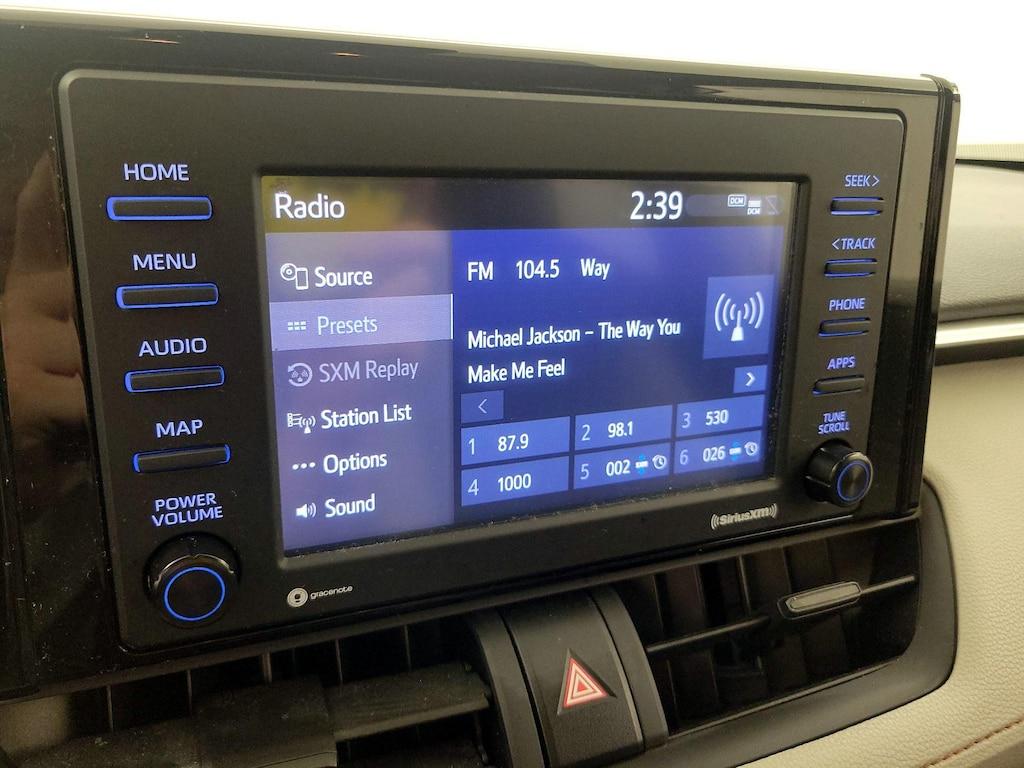 HOME
MENU
AUDIO
MAP
POWER
VOLUME
Radio
2:39
DCM
DCM
Source
Presets
SXM Replay
Station List
Options
Sound
FM 104.5 Way
Michael Jackson – The Way You
Make Me Feel
<
>
1 87.9
2 98.1
3 530
4 1000
5 002
6 026
SEEK >
< TRACK
PHONE
APPS
TUNE
SCROLL
gracenote
((SiriusXM))